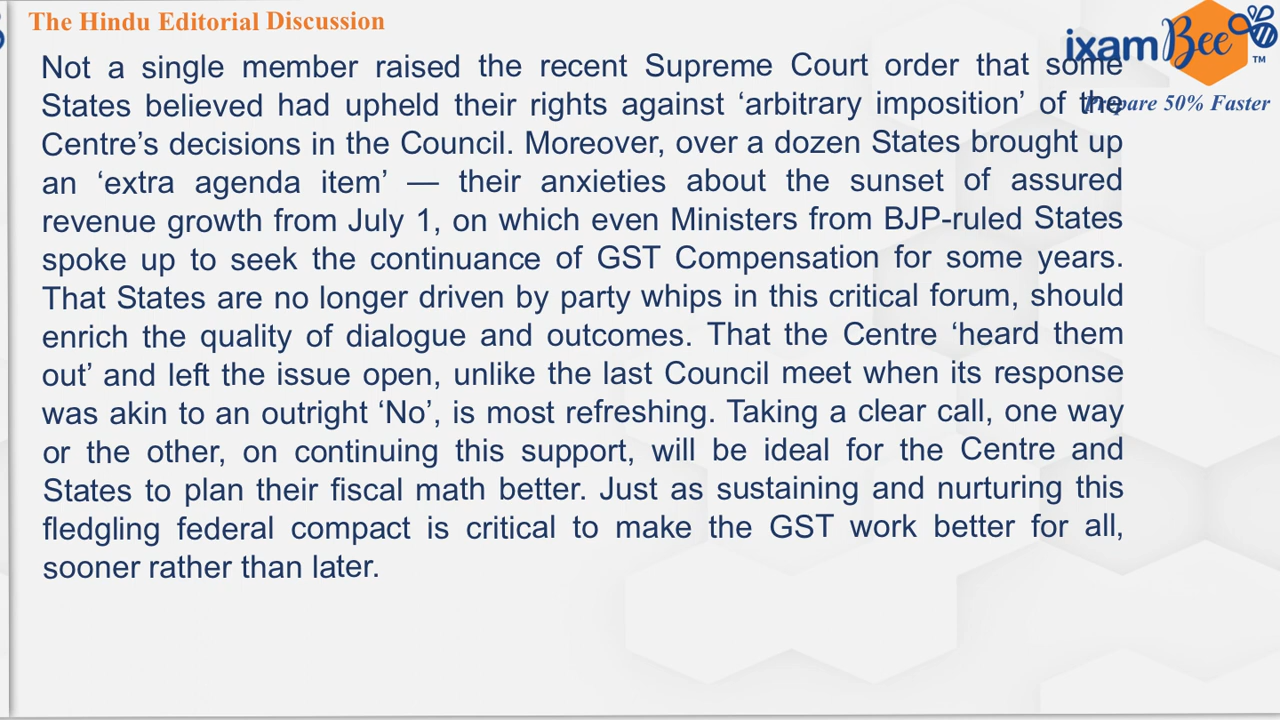 The Hindu Editorial Discussion
ixamBee
TM
Prepare 50% Faster
Not a single member raised the recent Supreme Court order that some
States believed had upheld their rights against ‘arbitrary imposition’ of the
Centre’s decisions in the Council. Moreover, over a dozen States brought up
an ‘extra agenda item’ — their anxieties about the sunset of assured
revenue growth from July 1, on which even Ministers from BJP-ruled States
spoke up to seek the continuance of GST Compensation for some years.
That States are no longer driven by party whips in this critical forum, should
enrich the quality of dialogue and outcomes. That the Centre ‘heard them
out’ and left the issue open, unlike the last Council meet when its response
was akin to an outright ‘No’, is most refreshing. Taking a clear call, one way
or the other, on continuing this support, will be ideal for the Centre and
States to plan their fiscal math better. Just as sustaining and nurturing this
fledgling federal compact is critical to make the GST work better for all,
sooner rather than later.